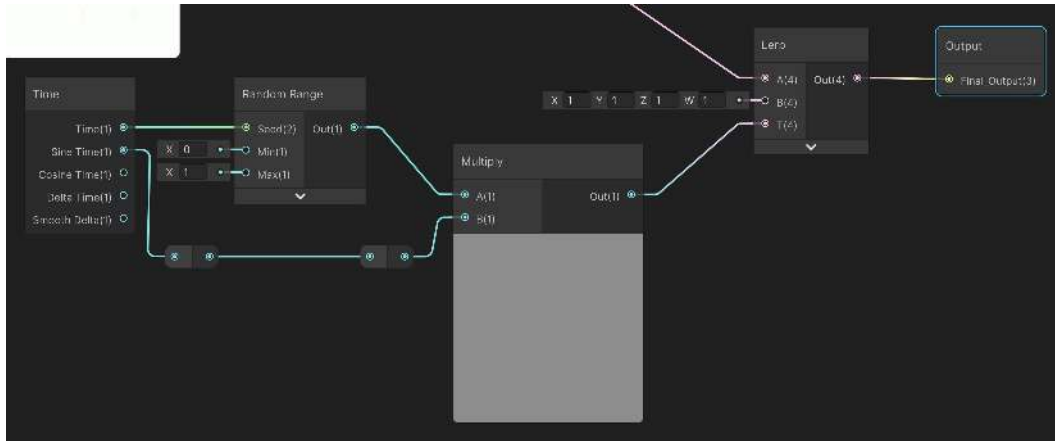 Time
Time(1)
Sine Time(1)
Cosine Time(1)
Delta Time(1)
Smooth Delta(1)
Random Range
Seed(2) Out(1)
X 0 Min(1)
X 1 Max(1)
Multiply
A(1) Out(1)
B(1)
Lerp
A(4) Out(4)
X 1 Y 1 Z 1 W 1 B(4)
T(4)
Output
Final Output(3)